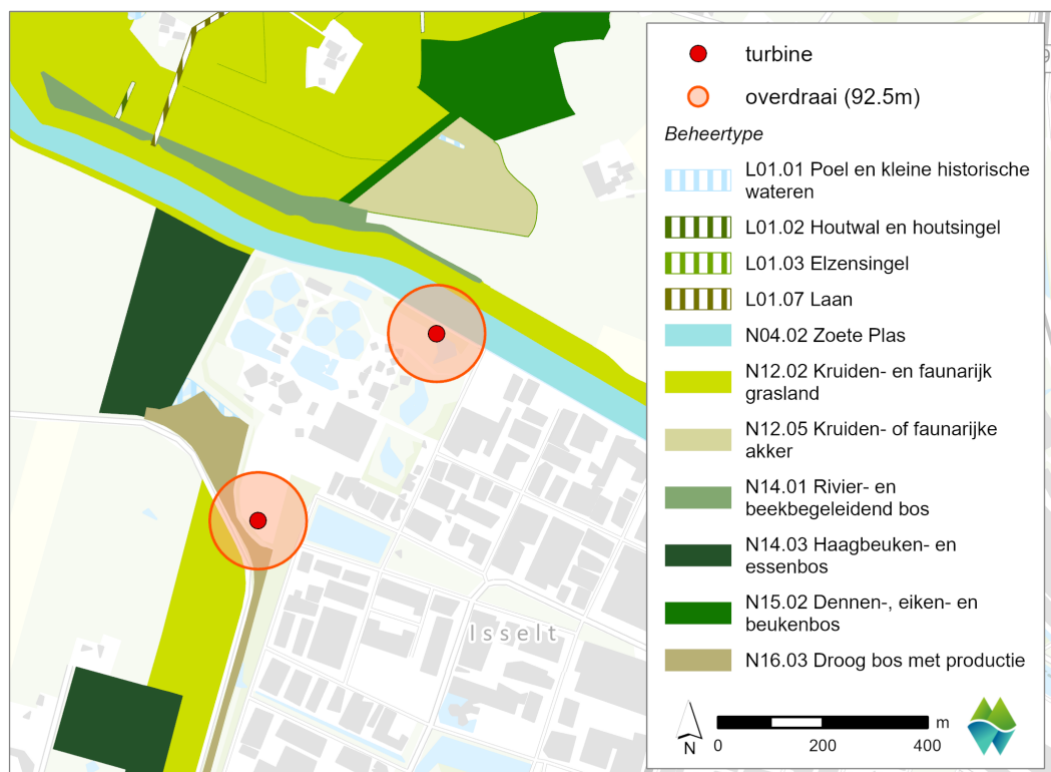 turbine
overdraai (92.5m)
Beheertype
L01.01 Poel en kleine historische
wateren
L01.02 Houtwal en houtsingel
L01.03 Elzensingel
L01.07 Laan
N04.02 Zoete Plas
N12.02 Kruiden- en faunarijk
grasland
N12.05 Kruiden- of faunarijke
akker
N14.01 Rivier- en
beekbegeleidend bos
N14.03 Haagbeuken- en
essenbos
N15.02 Dennen-, eiken- en
beukenbos
N16.03 Droog bos met productie
Isselt
N
m
0 200 400